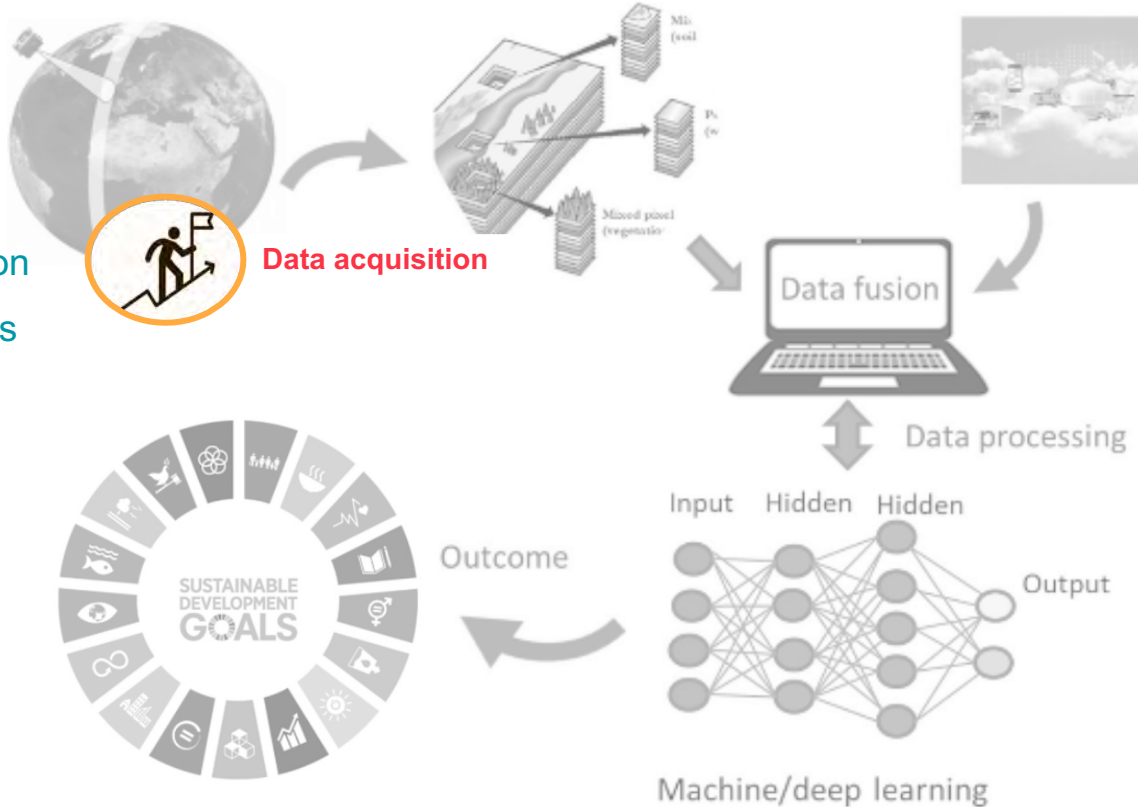 Mixed pixel
Data acquisition
Data fusion
Data processing
Input Hidden Hidden
Output
Outcome
SUSTAINABLE
DEVELOPMENT
GOALS
Machine/deep learning